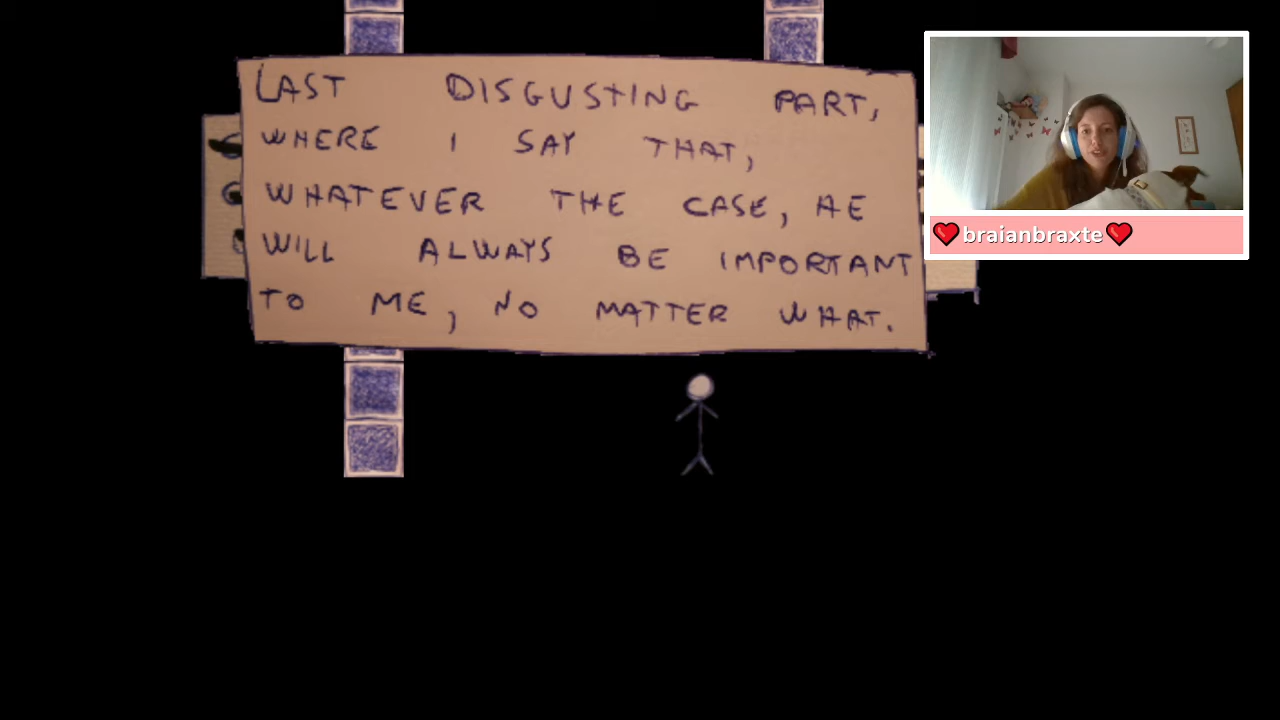 LAST DISGUSTING PART,
WHERE I SAY THAT,
WHATEVER THE CASE, HE
WILL ALWAYS BE IMPORTANT
TO ME, NO MATTER WHAT.
braianbraxte